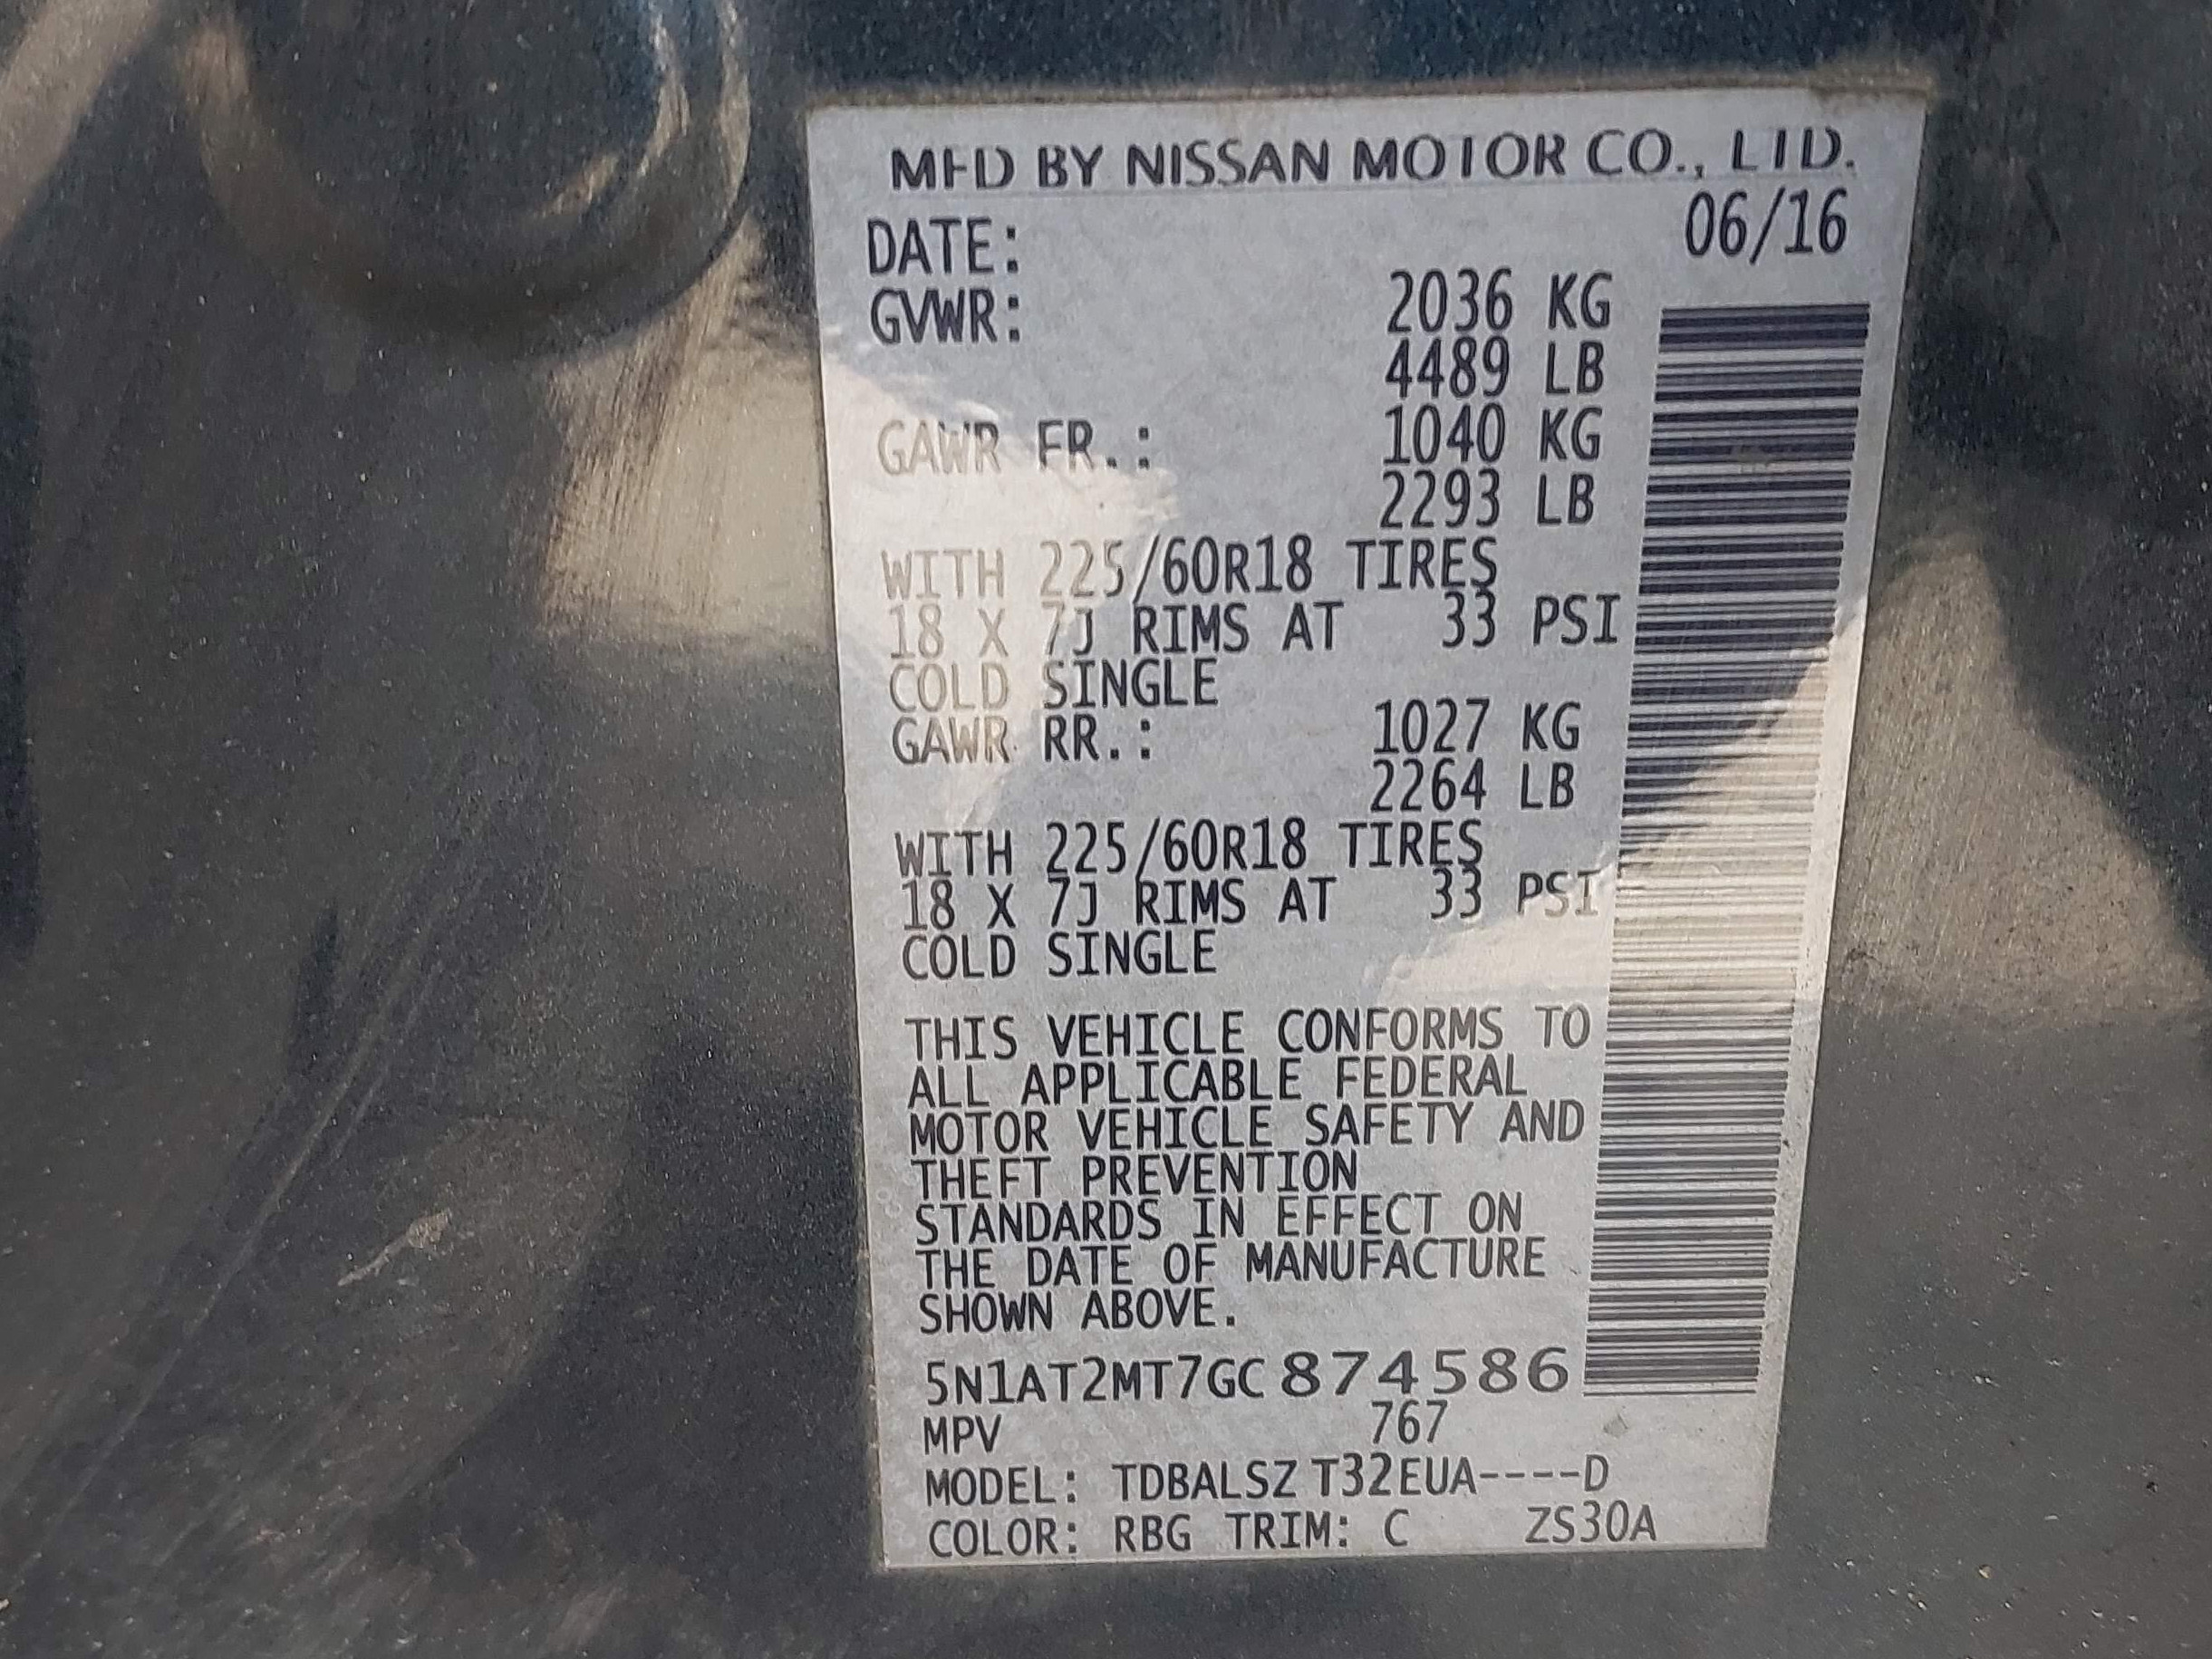 MFD BY NISSAN MOTOR CO., LTD.
DATE: 06/16
GVWR: 2036 KG
4489 LB
GAWR FR.: 1040 KG
2293 LB
WITH 225/60R18 TIRES
18 X 7J RIMS AT 33 PSI
COLD SINGLE
GAWR RR.: 1027 KG
2264 LB
WITH 225/60R18 TIRES
18 X 7J RIMS AT 33 PSI
COLD SINGLE
THIS VEHICLE CONFORMS TO
ALL APPLICABLE FEDERAL
MOTOR VEHICLE SAFETY AND
THEFT PREVENTION
STANDARDS IN EFFECT ON
THE DATE OF MANUFACTURE
SHOWN ABOVE.
5N1AT2MT7GC874586
MPV 767
MODEL: TDBALSZ T32EUA----D
COLOR: RBG TRIM: C ZS30A